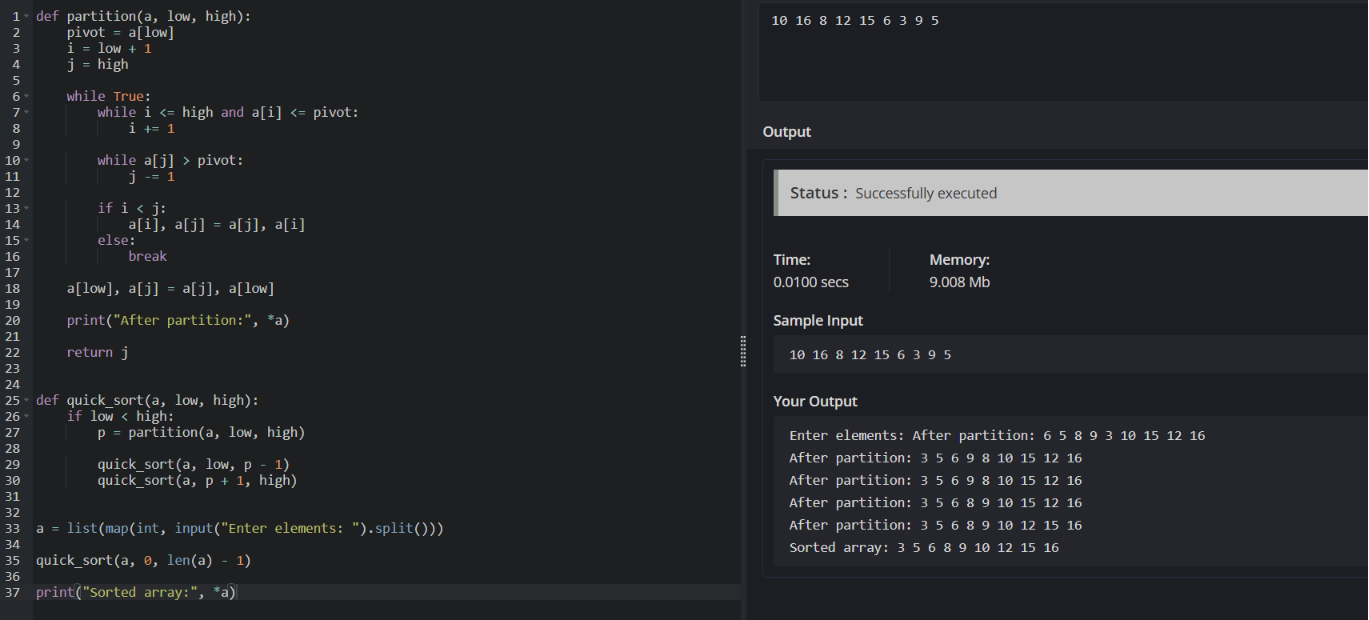 1 def partition(a, low, high):
2     pivot = a[low]
3     i = low + 1
4     j = high
5
6     while True:
7         while i <= high and a[i] <= pivot:
8             i += 1
9
10         while a[j] > pivot:
11             j -= 1
12
13         if i < j:
14             a[i], a[j] = a[j], a[i]
15         else:
16             break
17
18     a[low], a[j] = a[j], a[low]
19
20     print("After partition:", *a)
21
22     return j
23
24
25 def quick_sort(a, low, high):
26     if low < high:
27         p = partition(a, low, high)
28
29         quick_sort(a, low, p - 1)
30         quick_sort(a, p + 1, high)
31
32
33 a = list(map(int, input("Enter elements: ").split()))
34
35 quick_sort(a, 0, len(a) - 1)
36
37 print("Sorted array:", *a)
10 16 8 12 15 6 3 9 5
Output
Status : Successfully executed
Time: Memory:
0.0100 secs 9.008 Mb
Sample Input
10 16 8 12 15 6 3 9 5
Your Output
Enter elements: After partition: 6 5 8 9 3 10 15 12 16
After partition: 3 5 6 9 8 10 15 12 16
After partition: 3 5 6 9 8 10 15 12 16
After partition: 3 5 6 8 9 10 15 12 16
After partition: 3 5 6 8 9 10 12 15 16
Sorted array: 3 5 6 8 9 10 12 15 16